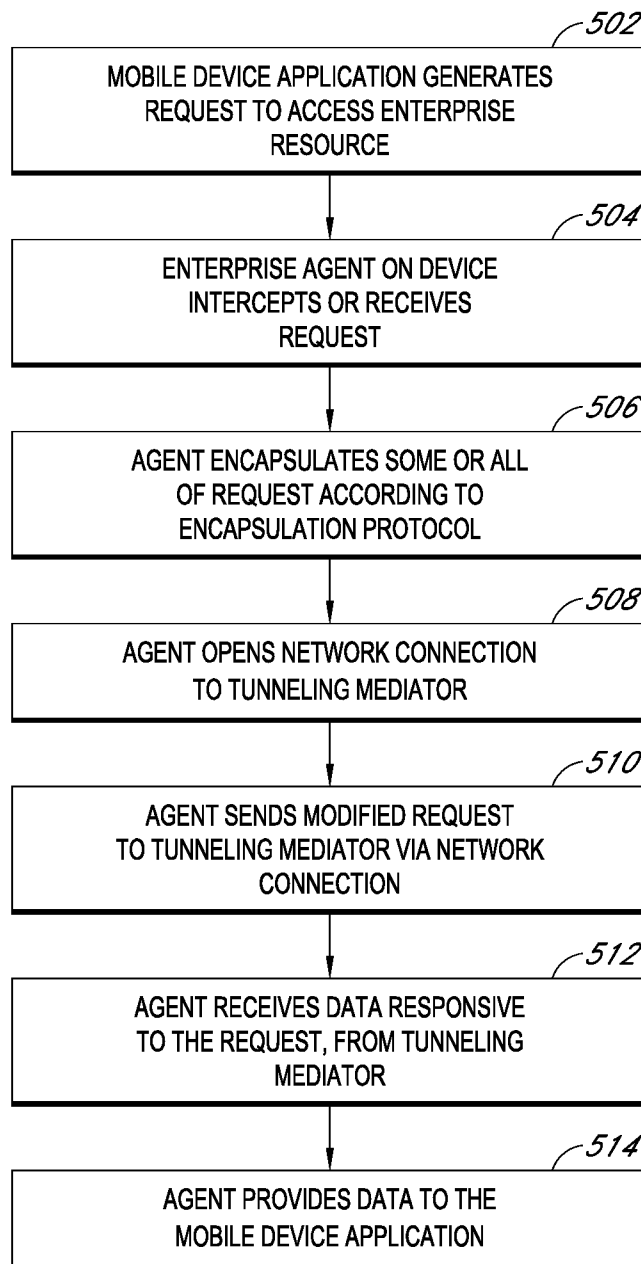 502
MOBILE DEVICE APPLICATION GENERATES
REQUEST TO ACCESS ENTERPRISE
RESOURCE
504
ENTERPRISE AGENT ON DEVICE
INTERCEPTS OR RECEIVES
REQUEST
506
AGENT ENCAPSULATES SOME OR ALL
OF REQUEST ACCORDING TO
ENCAPSULATION PROTOCOL
508
AGENT OPENS NETWORK CONNECTION
TO TUNNELING MEDIATOR
510
AGENT SENDS MODIFIED REQUEST
TO TUNNELING MEDIATOR VIA NETWORK
CONNECTION
512
AGENT RECEIVES DATA RESPONSIVE
TO THE REQUEST, FROM TUNNELING
MEDIATOR
514
AGENT PROVIDES DATA TO THE
MOBILE DEVICE APPLICATION